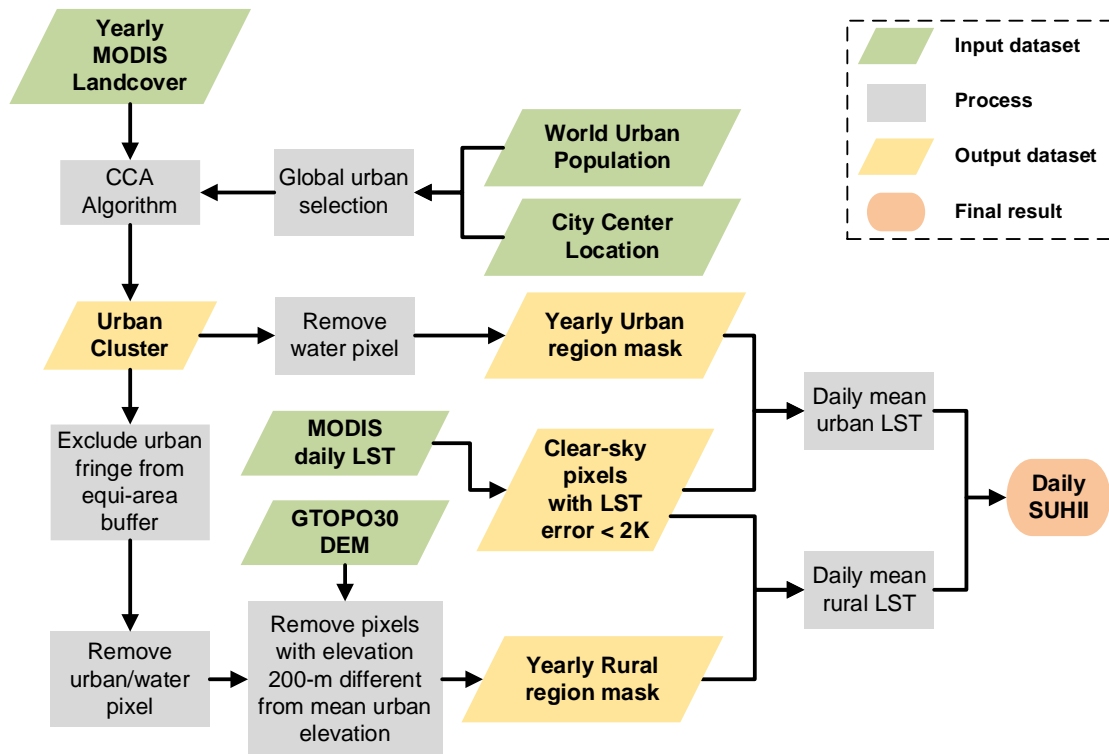 Yearly
MODIS
Landcover
Input dataset
Process
Output dataset
Final result
World Urban
Population
CCA
Algorithm
Global urban
selection
City Center
Location
Urban
Cluster
Remove
water pixel
Yearly Urban
region mask
Daily mean
urban LST
Exclude urban
fringe from
equi-area
buffer
MODIS
daily LST
Clear-sky
pixels
with LST
error < 2K
Daily
SUHII
GTOPO30
DEM
Daily mean
rural LST
Remove
urban/water
pixel
Remove pixels
with elevation
200-m different
from mean urban
elevation
Yearly Rural
region mask